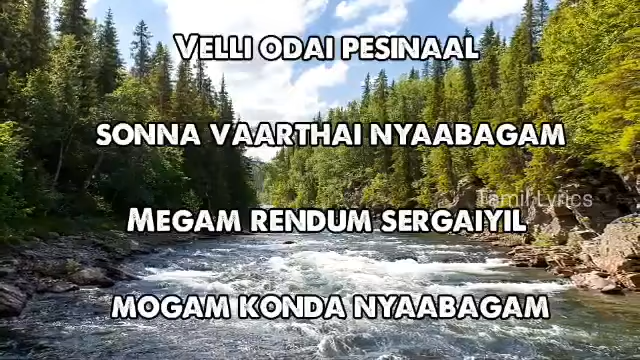 Velli odai pesinaal
sonna vaarthai nyaabagam
Tamil Lyrics
Megam rendum sergaiyil
mogam konda nyaabagam